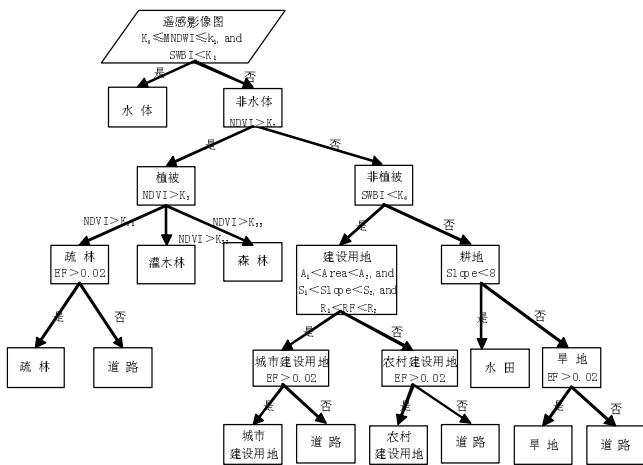 遥感影像图
K₀≤MNDWI≤k₁, and
SWBI<K₁
是
否
水 体
非水体
是
否
植被
非植被
SWBI<K₆
是
否
疏 林
EF>0.02
灌木林
森 林
建设用地
A₁<Area<A₂, and
S₁<Slope<S₂, and
R₁<RF<R₂
耕地
Slope<8
是
否
是
否
是
否
疏 林
道 路
城市建设用地
EF>0.02
农村建设用地
EF>0.02
水 田
旱 地
EF>0.02
是
否
是
否
是
否
城市
建设用地
道 路
农村
建设用地
道 路
旱 地
道 路